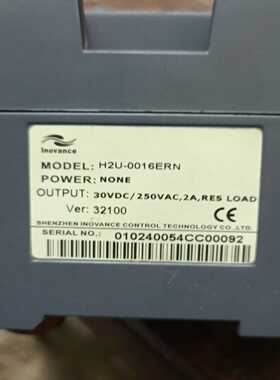 Inovance
MODEL: H2U-0016ERN
POWER: NONE
OUTPUT: 30VDC/250VAC,2A,RES LOAD
Ver: 32100
CE
SHENZHEN INOVANCE CONTROL TECHNOLOGY CO.,LTD.
SERIAL NO.: 010240054CC00092